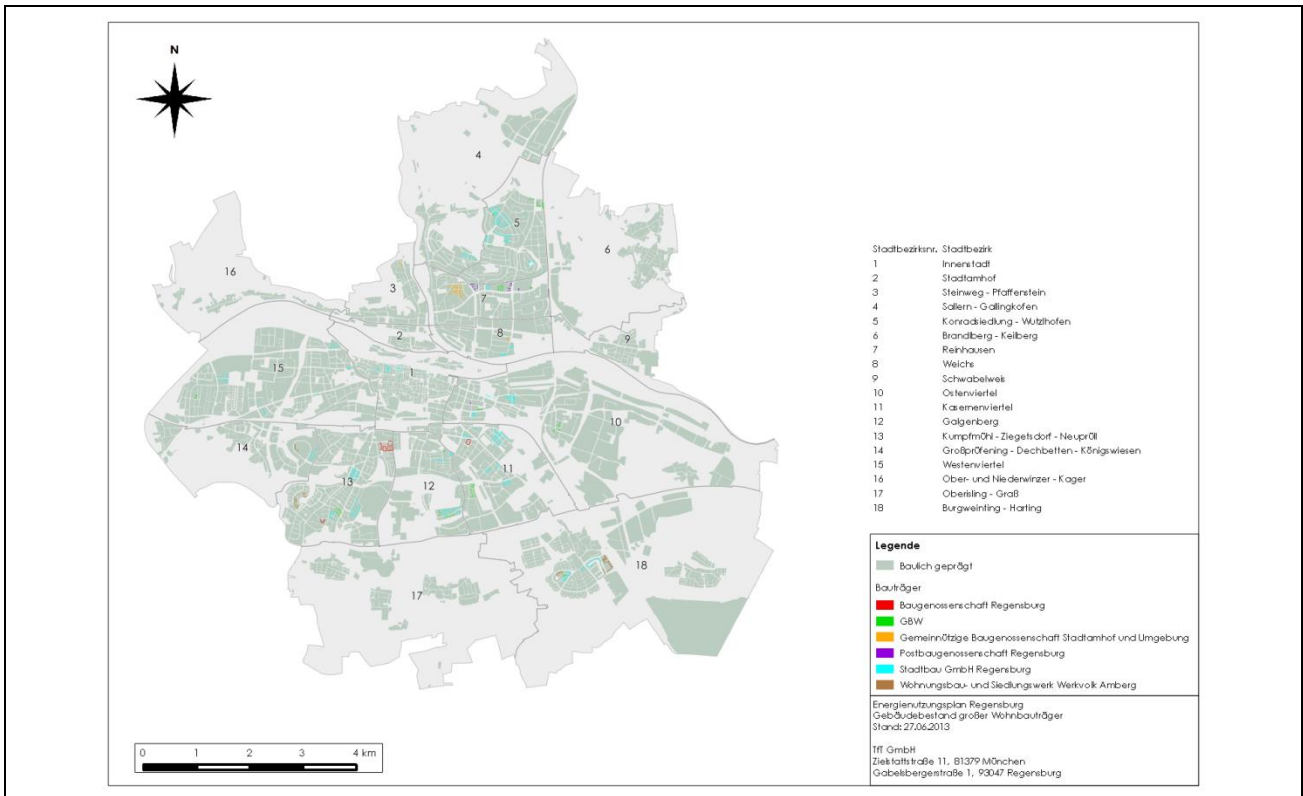 N
4
5
6
16
3
7
2
8
9
15
1
10
14
11
13
12
18
17
0 1 2 3 4 km
Stadtbezirksnr. Stadtbezirk
1 Innenstadt
2 Stadtamhof
3 Steinweg - Pfaffenstein
4 Sallern - Gallingkofen
5 Konradsiedlung - Wutzlhofen
6 Brandlberg - Keilberg
7 Reinhausen
8 Weichs
9 Schwabelweis
10 Ostenviertel
11 Kasernenviertel
12 Galgenberg
13 Kumpfmühl - Ziegetsdorf - Neuprüll
14 Großprüfening - Dechbetten - Königswiesen
15 Westenviertel
16 Ober- und Niederwinzer - Kager
17 Oberisling - Graß
18 Burgweinting - Harting
Legende
Baulich geprägt
Bauträger
Baugenossenschaft Regensburg
GBW
Gemeinnützige Baugenossenschaft Stadtamhof und Umgebung
Postbaugenossenschaft Regensburg
Stadtbau GmbH Regensburg
Wohnungsbau- und Siedlungswerk Werkvolk Amberg
Energienutzungsplan Regensburg
Gebäudebestand großer Wohnbauträger
Stand: 27.06.2013
TfT GmbH
Zielstattstraße 11, 81379 München
Gabelsbergerstraße 1, 93047 Regensburg